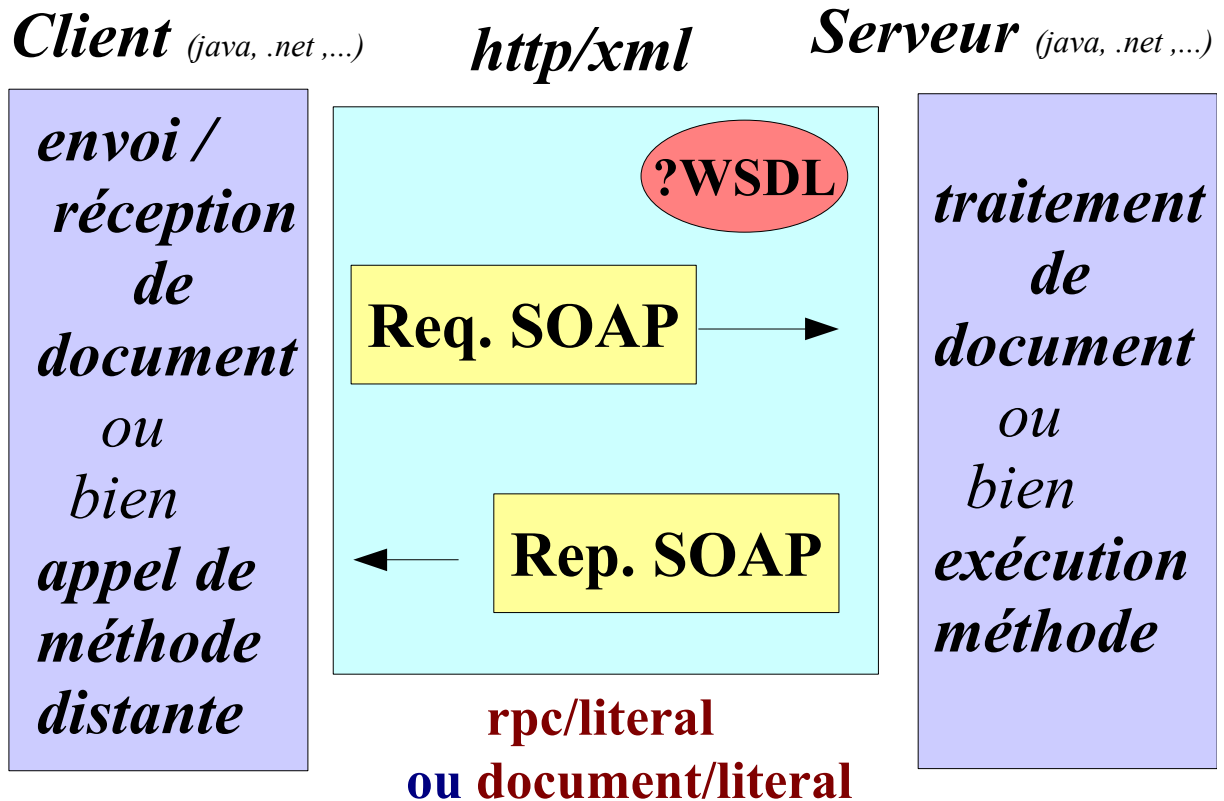 Client (java, .net ,...)
http/xml
Serveur (java, .net ,...)
envoi /
réception
de
document
ou
bien
appel de
méthode
distante
?WSDL
Req. SOAP
Rep. SOAP
traitement
de
document
ou
bien
exécution
méthode
rpc/literal
ou document/literal